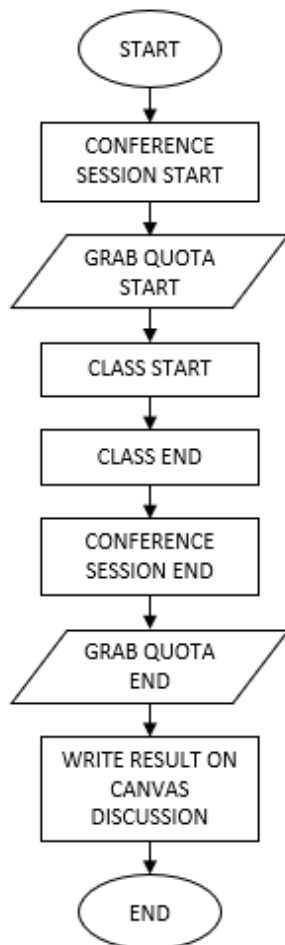 START
CONFERENCE
SESSION START
GRAB QUOTA
START
CLASS START
CLASS END
CONFERENCE
SESSION END
GRAB QUOTA
END
WRITE RESULT ON
CANVAS
DISCUSSION
END